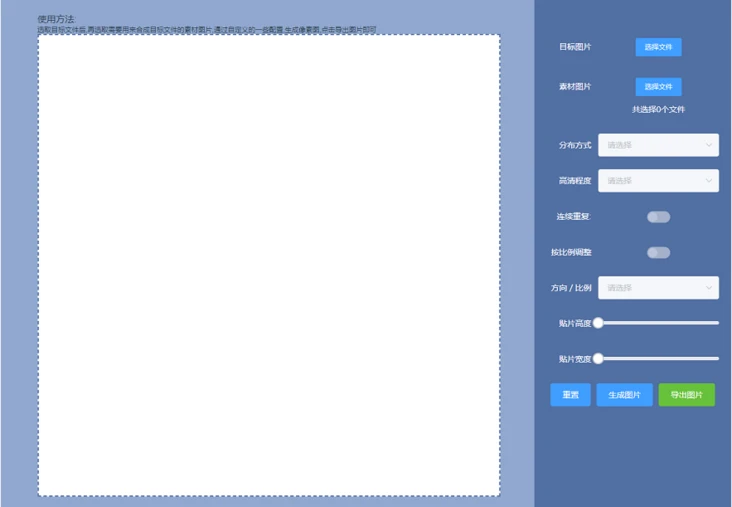 使用方法:
选取目标文件后,再选取需要用来合成目标文件的素材图片,通过自定义的一些配置,生成像素图,点击导出图片即可
目标图片 选择文件
素材图片 选择文件
共选择0个文件
分布方式 请选择
高清程度 请选择
连续重复:
按比例调整
方向 / 比例 请选择
贴片高度
贴片宽度
重置 生成图片 导出图片